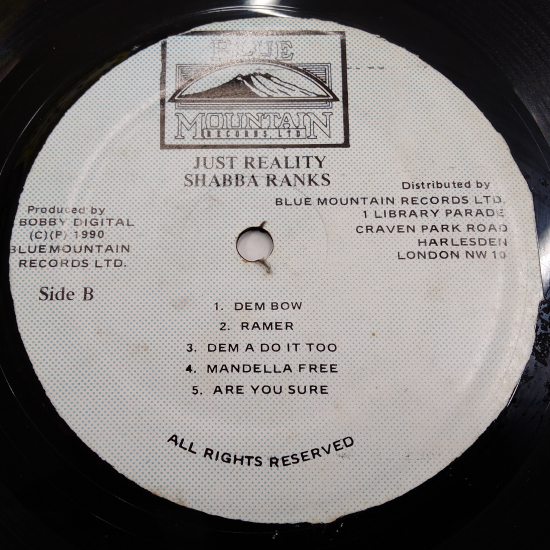 BLUE
MOUNTAIN
RECORDS, LTD
JUST REALITY
SHABBA RANKS
Produced by
BOBBY DIGITAL
(C)(P) 1990
BLUE MOUNTAIN
RECORDS LTD.
Distributed by
BLUE MOUNTAIN RECORDS LTD.
1 LIBRARY PARADE
CRAVEN PARK ROAD
HARLESDEN
LONDON NW 10
Side B
1. DEM BOW
2. RAMER
3. DEM A DO IT TOO
4. MANDELLA FREE
5. ARE YOU SURE
ALL RIGHTS RESERVED